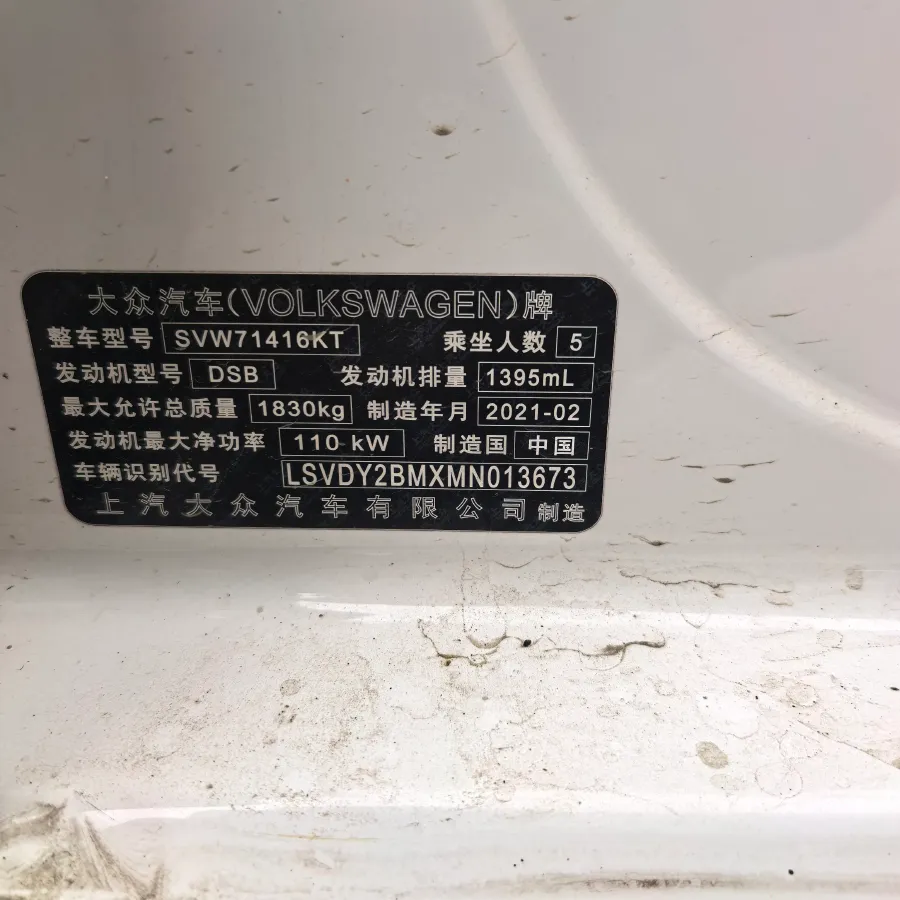 大众汽车(VOLKSWAGEN)牌
整车型号 SVW71416KT 乘坐人数 5
发动机型号 DSB 发动机排量 1395mL
最大允许总质量 1830kg 制造年月 2021-02
发动机最大净功率 110 kW 制造国 中国
车辆识别代号 LSVDY2BMXMN013673
上汽大众汽车有限公司 制造